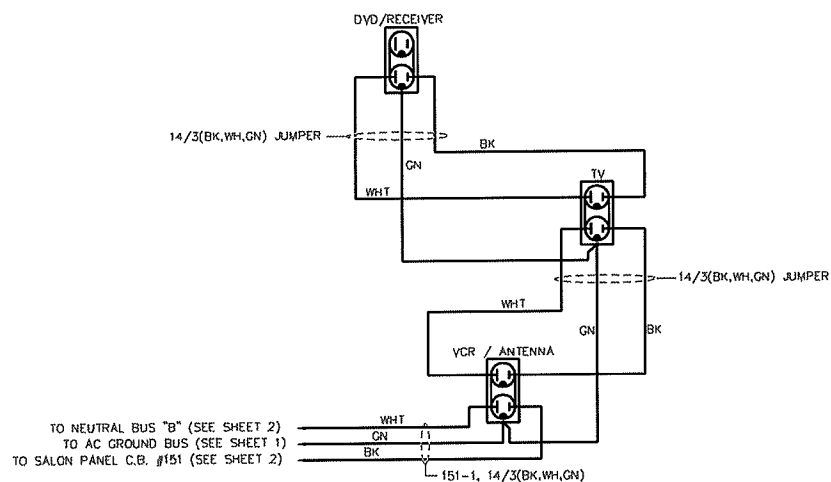 DVD/RECEIVER
14/3(BK,WH,GN) JUMPER
BK
GN
TV
WHT
14/3(BK,WH,GN) JUMPER
WHT
GN
BK
VCR / ANTENNA
WHT
TO NEUTRAL BUS "B" (SEE SHEET 2)
GN
TO AC GROUND BUS (SEE SHEET 1)
BK
TO SALON PANEL C.B. #151 (SEE SHEET 2)
151-1, 14/3(BK,WH,GN)